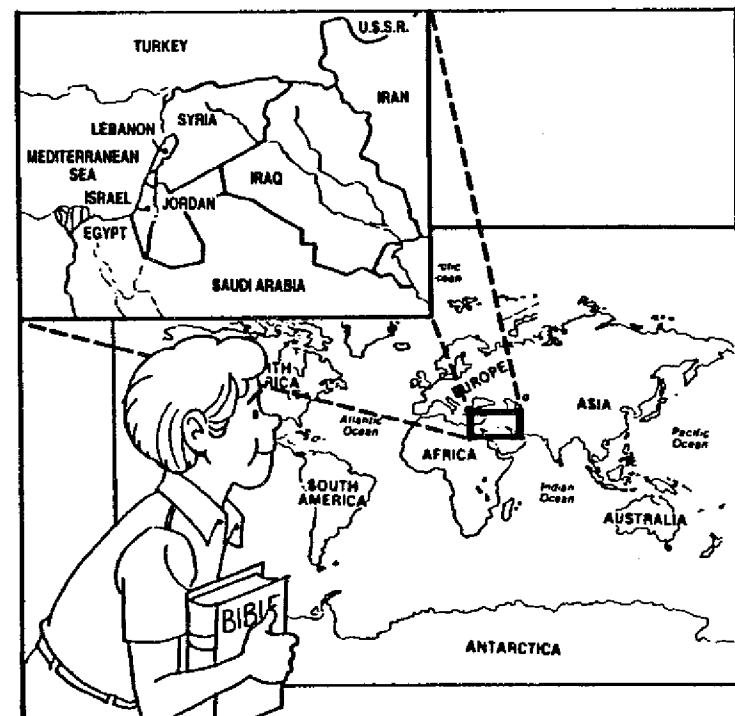 U.S.S.R.
TURKEY
IRAN
SYRIA
LEBANON
MEDITERRANEAN
SEA
IRAQ
ISRAEL
JORDAN
EGYPT
SAUDI ARABIA
EUROPE
ASIA
Atlantic
Ocean
Pacific
Ocean
AFRICA
SOUTH
AMERICA
Indian
Ocean
AUSTRALIA
BIBLE
ANTARCTICA